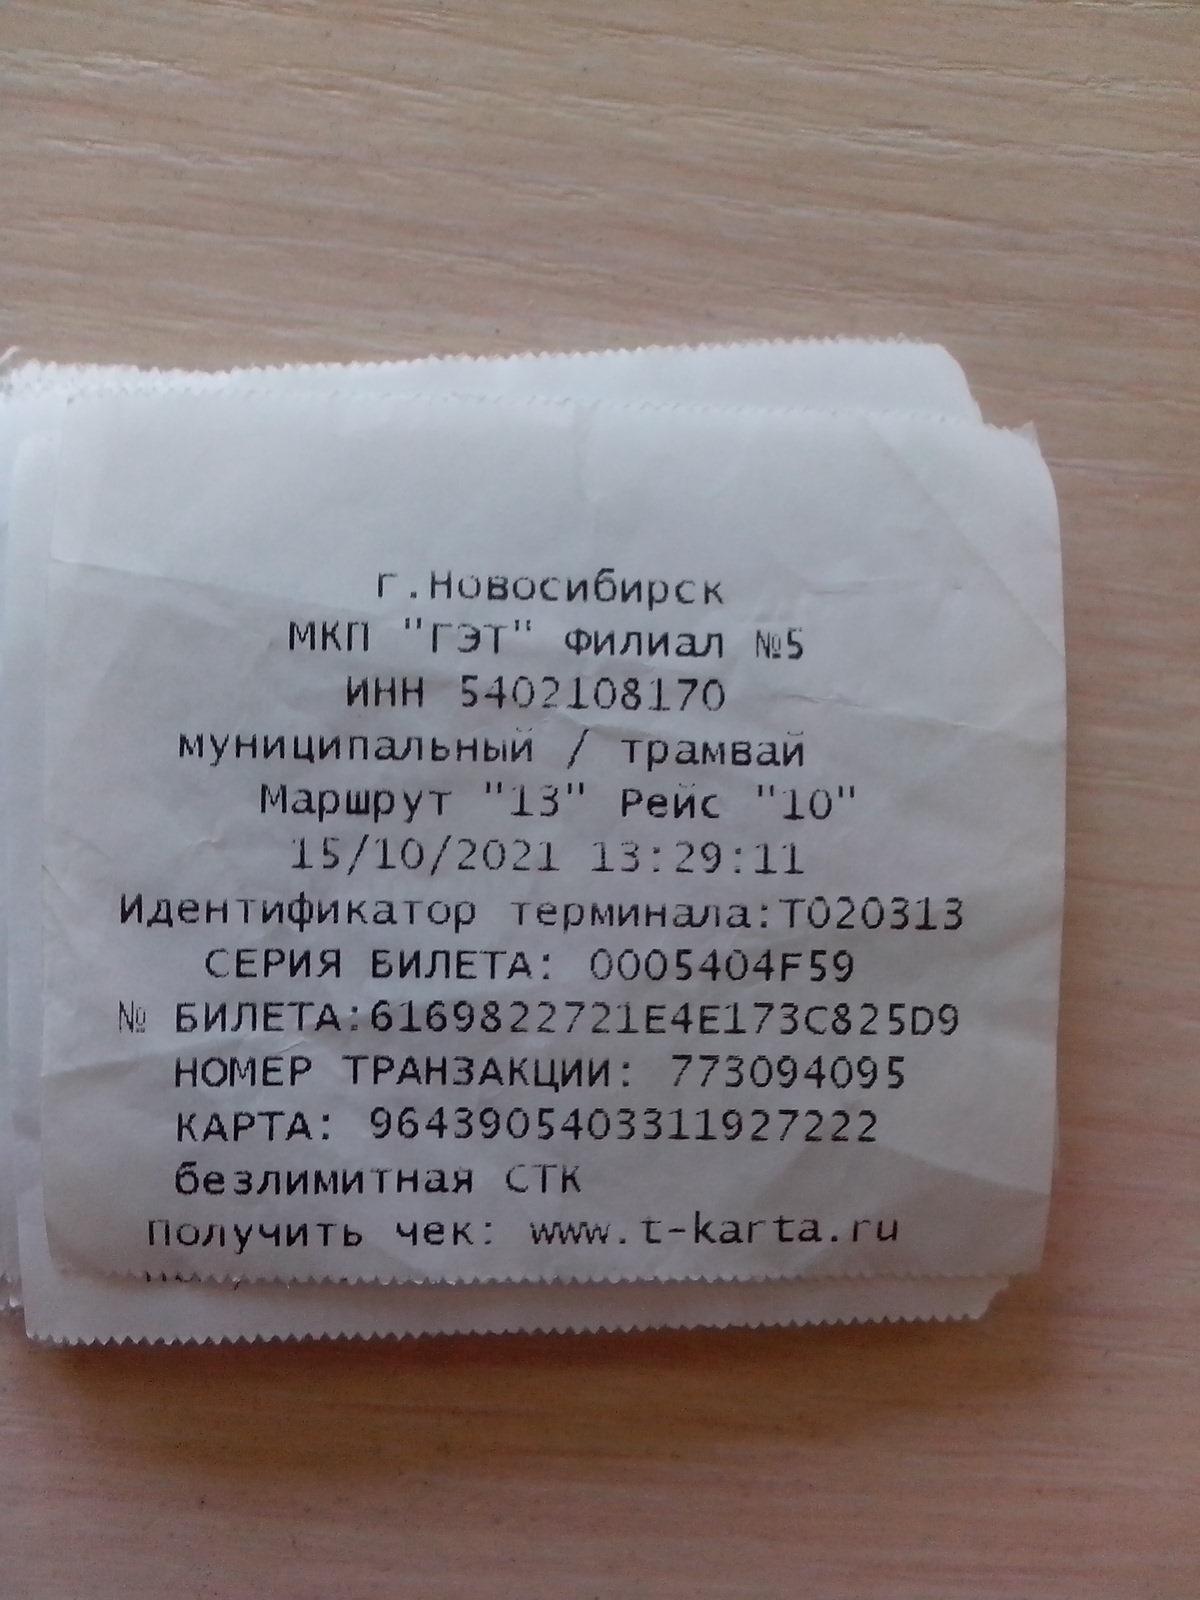 г.Новосибирск
МКП "ГЭТ" Филиал №5
ИНН 5402108170
муниципальный / трамвай
Маршрут "13" Рейс "10"
15/10/2021 13:29:11
Идентификатор терминала:T020313
СЕРИЯ БИЛЕТА: 0005404F59
№ БИЛЕТА:6169822721E4E173C825D9
НОМЕР ТРАНЗАКЦИИ: 773094095
КАРТА: 9643905403311927222
безлимитная СТК
Получить чек: www.t-karta.ru